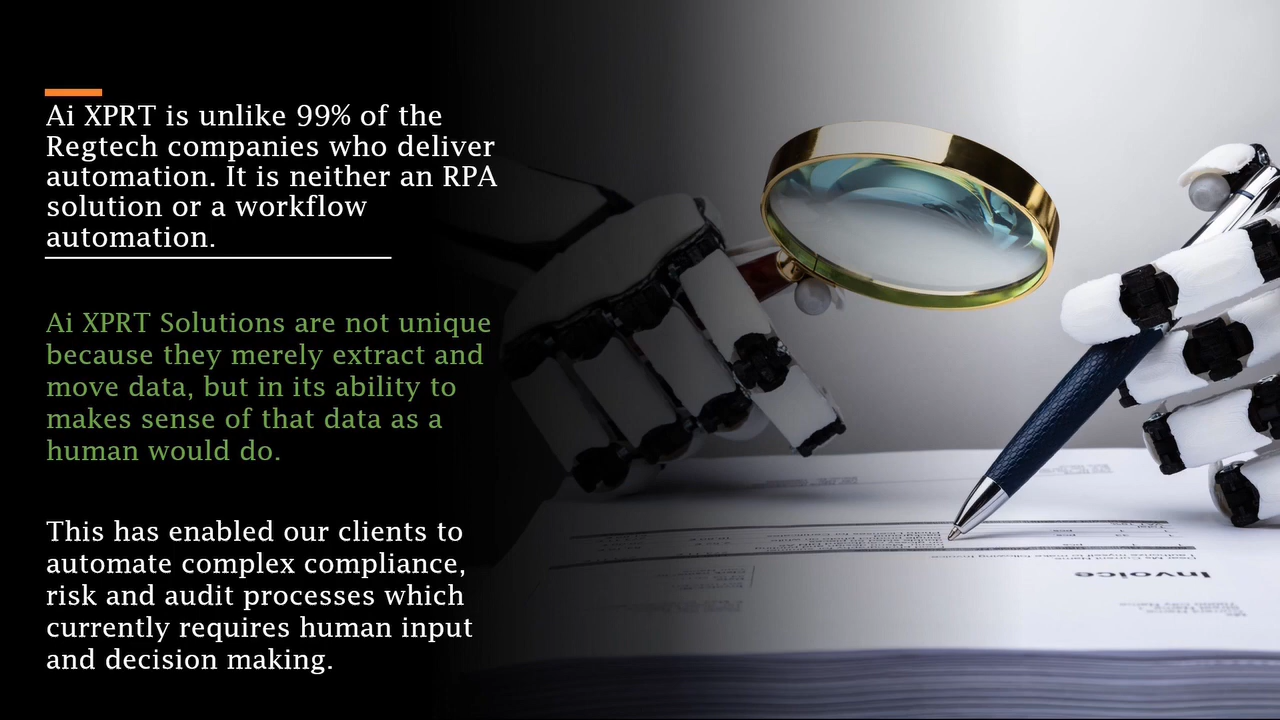 Ai XPRT is unlike 99% of the
Regtech companies who deliver
automation. It is neither an RPA
solution or a workflow
automation.
Ai XPRT Solutions are not unique
because they merely extract and
move data, but in its ability to
makes sense of that data as a
human would do.
This has enabled our clients to
automate complex compliance,
risk and audit processes which
currently requires human input
and decision making.
Invoice